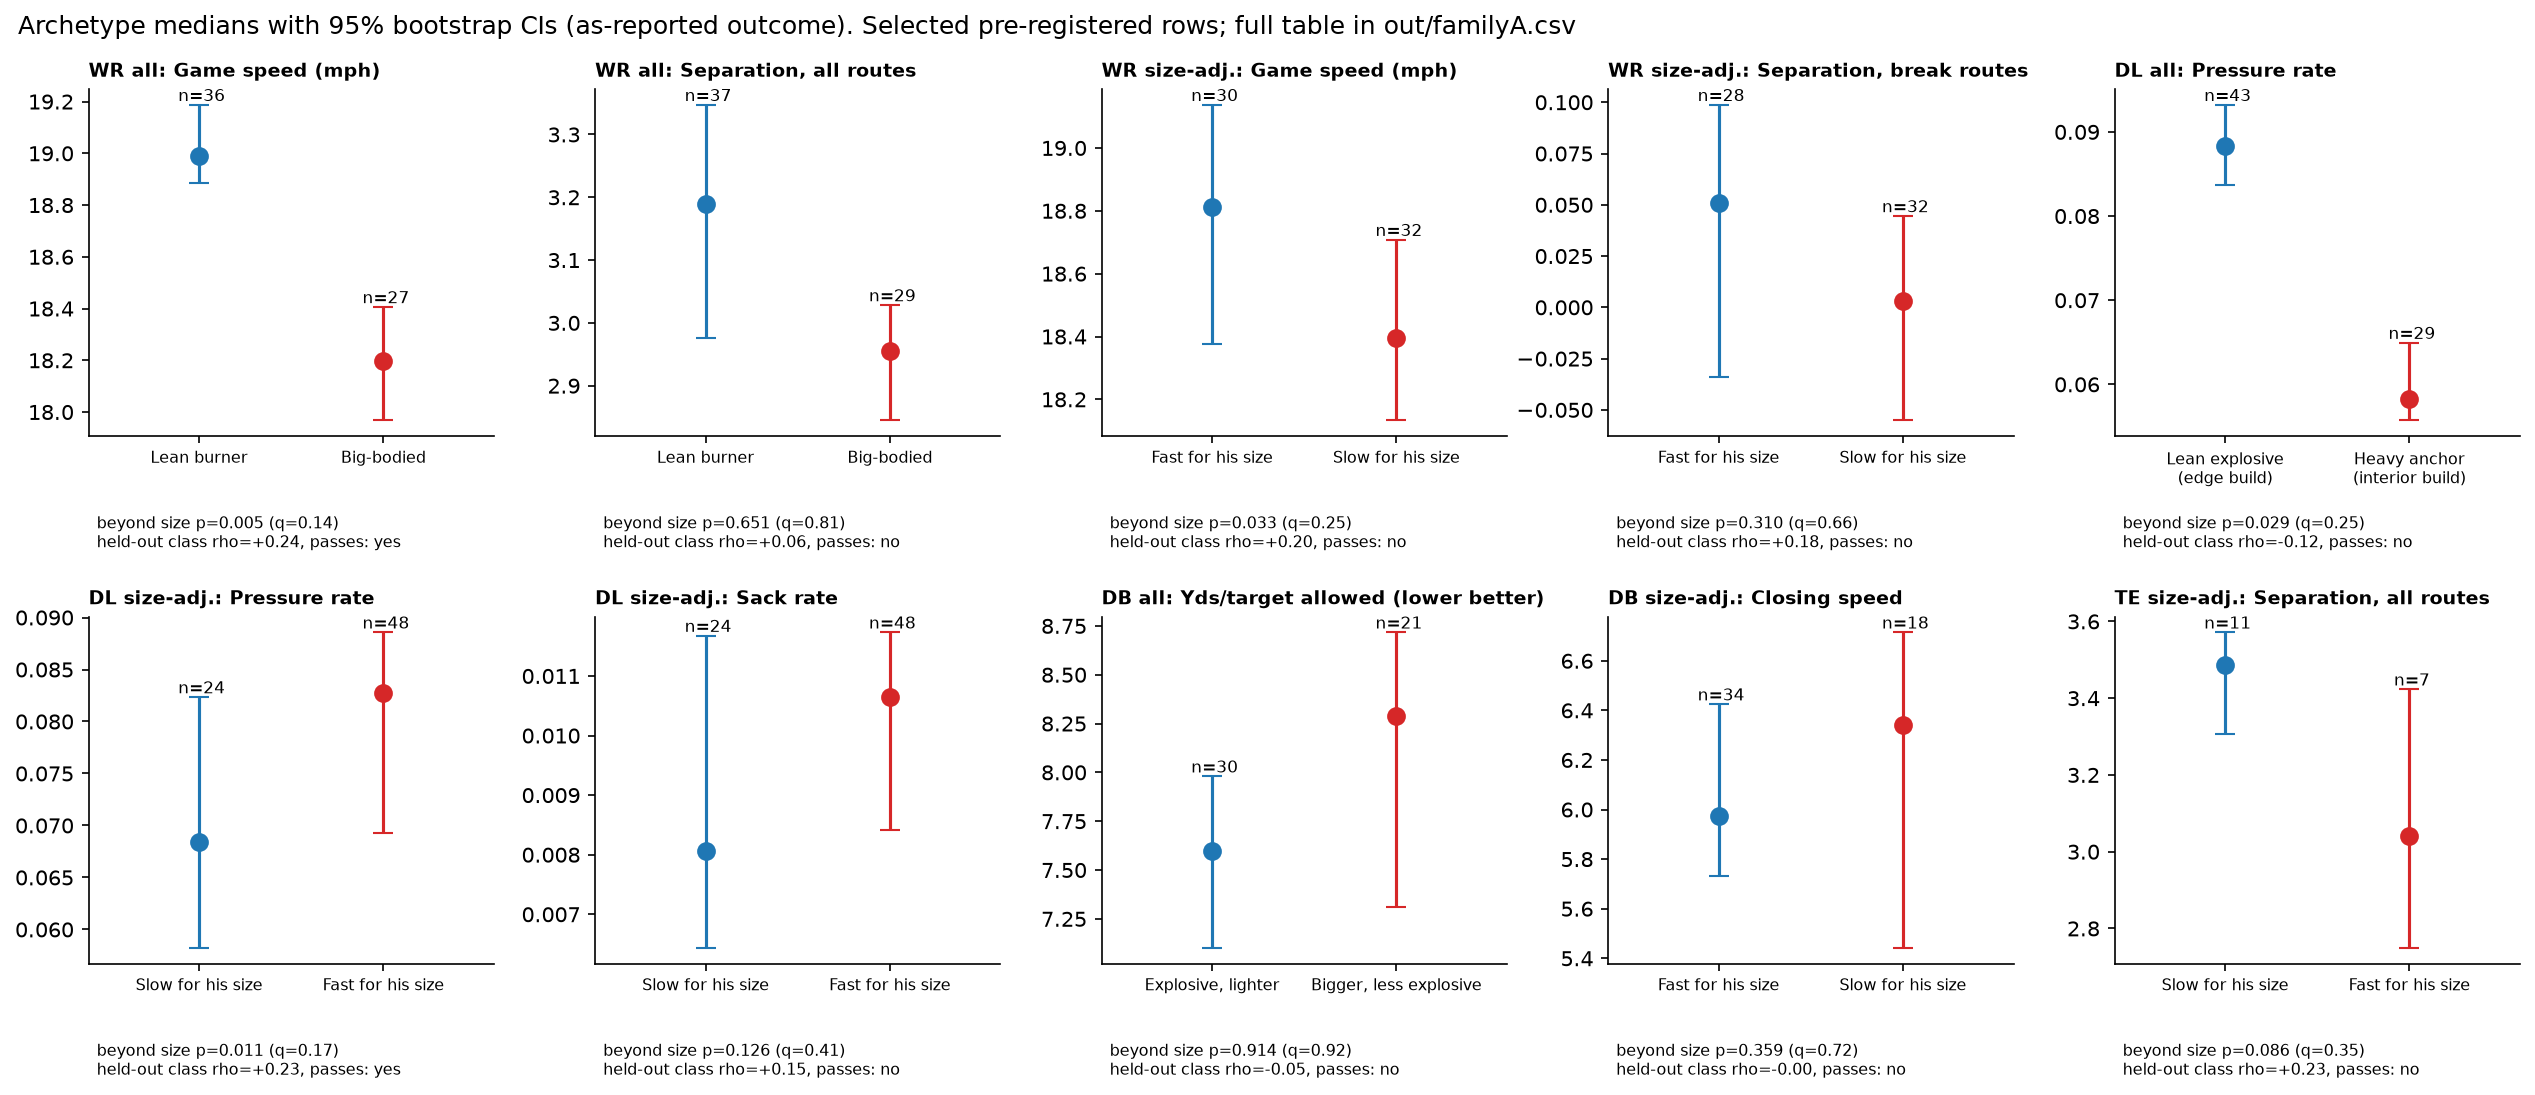 Archetype medians with 95% bootstrap CIs (as-reported outcome). Selected pre-registered rows; full table in out/familyA.csv
WR all: Game speed (mph)
19.2
19.0
18.8
18.6
18.4
18.2
18.0
n=36
n=27
Lean burner
Big-bodied
beyond size p=0.005 (q=0.14)
held-out class rho=+0.24, passes: yes
WR all: Separation, all routes
3.3
3.2
3.1
3.0
2.9
n=37
n=29
Lean burner
Big-bodied
beyond size p=0.651 (q=0.81)
held-out class rho=+0.06, passes: no
WR size-adj.: Game speed (mph)
19.0
18.8
18.6
18.4
18.2
n=30
n=32
Fast for his size
Slow for his size
beyond size p=0.033 (q=0.25)
held-out class rho=+0.20, passes: no
WR size-adj.: Separation, break routes
0.100
0.075
0.050
0.025
0.000
−0.025
−0.050
n=28
n=32
Fast for his size
Slow for his size
beyond size p=0.310 (q=0.66)
held-out class rho=+0.18, passes: no
DL all: Pressure rate
0.09
0.08
0.07
0.06
n=43
n=29
Lean explosive
(edge build)
Heavy anchor
(interior build)
beyond size p=0.029 (q=0.25)
held-out class rho=-0.12, passes: no
DL size-adj.: Pressure rate
0.090
0.085
0.080
0.075
0.070
0.065
0.060
n=24
n=48
Slow for his size
Fast for his size
beyond size p=0.011 (q=0.17)
held-out class rho=+0.23, passes: yes
DL size-adj.: Sack rate
0.011
0.010
0.009
0.008
0.007
n=24
n=48
Slow for his size
Fast for his size
beyond size p=0.126 (q=0.41)
held-out class rho=+0.15, passes: no
DB all: Yds/target allowed (lower better)
8.75
8.50
8.25
8.00
7.75
7.50
7.25
n=30
n=21
Explosive, lighter
Bigger, less explosive
beyond size p=0.914 (q=0.92)
held-out class rho=-0.05, passes: no
DB size-adj.: Closing speed
6.6
6.4
6.2
6.0
5.8
5.6
5.4
n=34
n=18
Fast for his size
Slow for his size
beyond size p=0.359 (q=0.72)
held-out class rho=-0.00, passes: no
TE size-adj.: Separation, all routes
3.6
3.4
3.2
3.0
2.8
n=11
n=7
Slow for his size
Fast for his size
beyond size p=0.086 (q=0.35)
held-out class rho=+0.23, passes: no